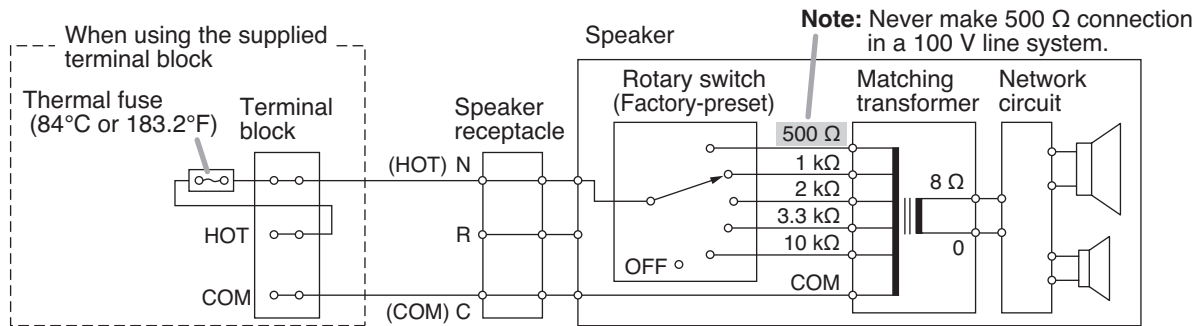 Note: Never make 500 Ω connection
in a 100 V line system.
When using the supplied
terminal block
Speaker
Thermal fuse
(84°C or 183.2°F)
Terminal
block
Speaker
receptacle
Rotary switch
(Factory-preset)
Matching
transformer
Network
circuit
500 Ω
(HOT) N
1 kΩ
2 kΩ
8 Ω
3.3 kΩ
HOT
R
10 kΩ
0
OFF
COM
COM
(COM) C